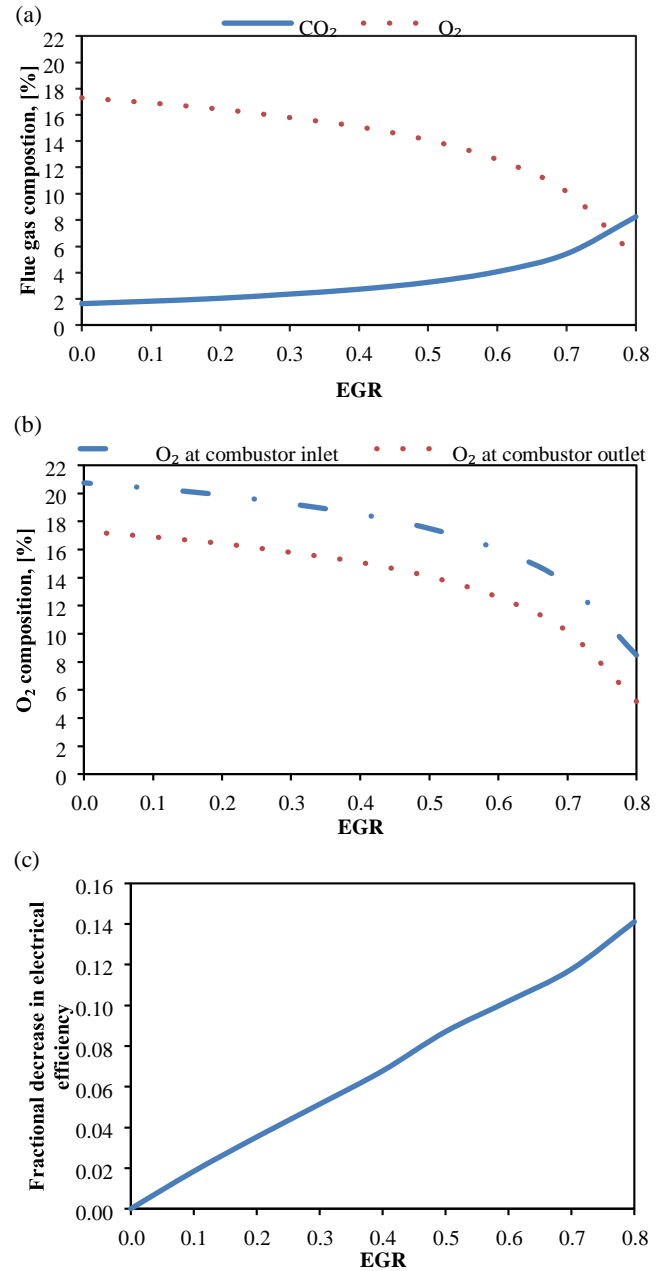 (a)
CO₂ O₂
Flue gas compostion, [%]
22
20
18
16
14
12
10
8
6
4
2
0
0.0 0.1 0.2 0.3 0.4 0.5 0.6 0.7 0.8
EGR
(b)
O₂ at combustor inlet O₂ at combustor outlet
O₂ composition, [%]
22
20
18
16
14
12
10
8
6
4
2
0
0.0 0.1 0.2 0.3 0.4 0.5 0.6 0.7 0.8
EGR
(c)
Fractional decrease in electrical
efficiency
0.16
0.14
0.12
0.10
0.08
0.06
0.04
0.02
0.00
0.0 0.1 0.2 0.3 0.4 0.5 0.6 0.7 0.8
EGR